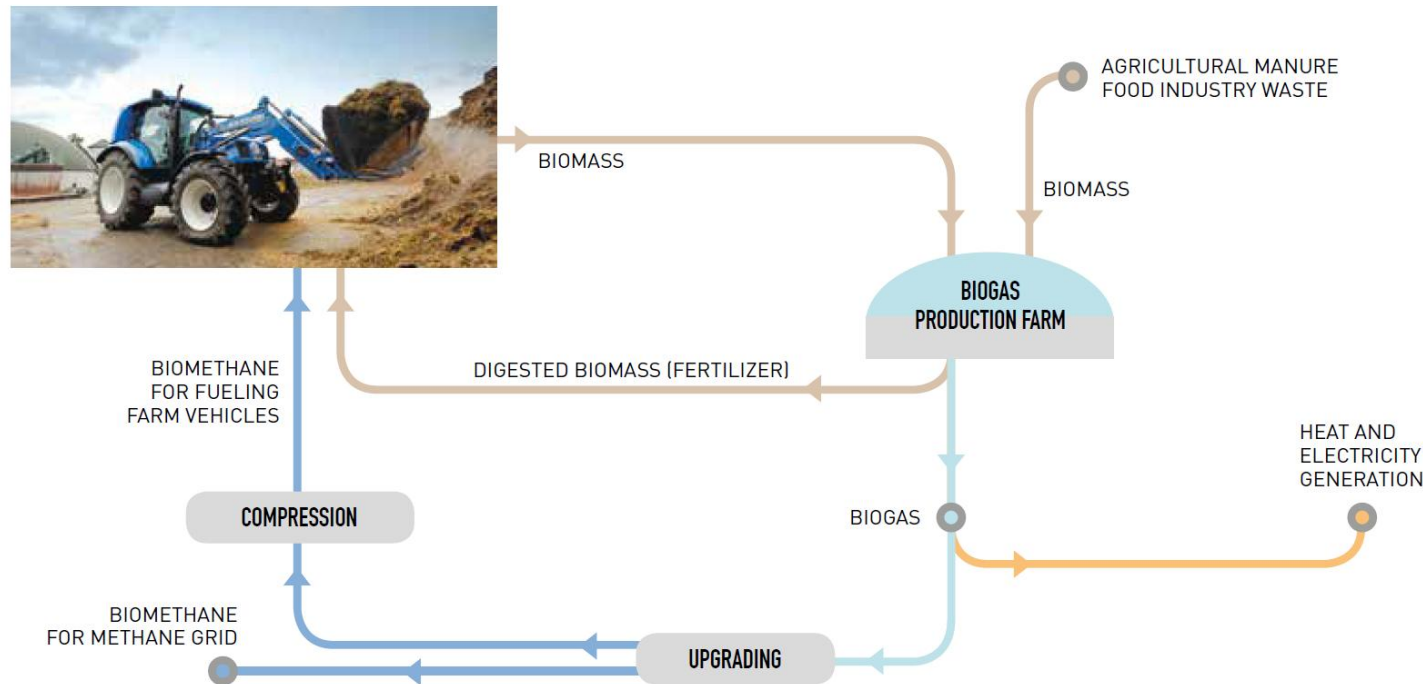 AGRICULTURAL MANURE
FOOD INDUSTRY WASTE
BIOMASS
BIOMASS
BIOGAS
PRODUCTION FARM
BIOMETHANE
FOR FUELING
FARM VEHICLES
DIGESTED BIOMASS (FERTILIZER)
HEAT AND
ELECTRICITY
GENERATION
COMPRESSION
BIOGAS
BIOMETHANE
FOR METHANE GRID
UPGRADING